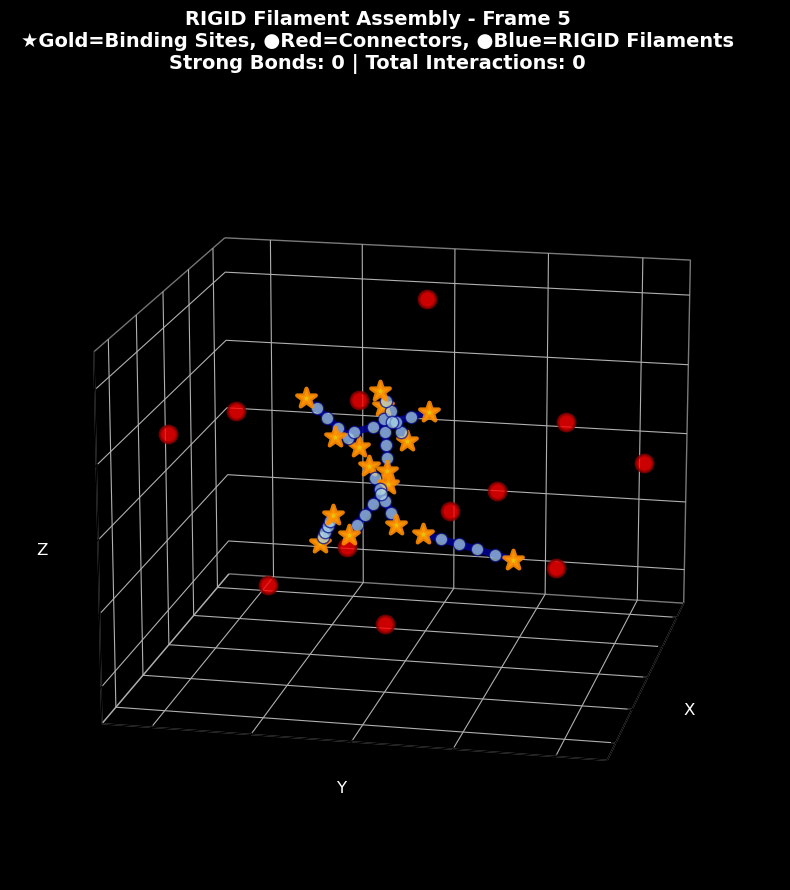 RIGID Filament Assembly - Frame 5
★Gold=Binding Sites, ●Red=Connectors, ●Blue=RIGID Filaments
Strong Bonds: 0 | Total Interactions: 0
Z
X
Y